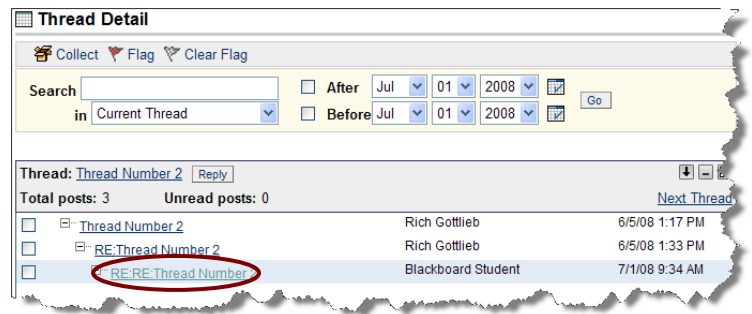 Thread Detail
Collect Flag Clear Flag
Search After Jul 01 2008 Go
in Current Thread Before Jul 01 2008
Thread: Thread Number 2 Reply
Total posts: 3 Unread posts: 0 Next Thread
Thread Number 2 Rich Gottlieb 6/5/08 1:17 PM
RE:Thread Number 2 Rich Gottlieb 6/5/08 1:33 PM
RE:RE:Thread Number 2 Blackboard Student 7/1/08 9:34 AM